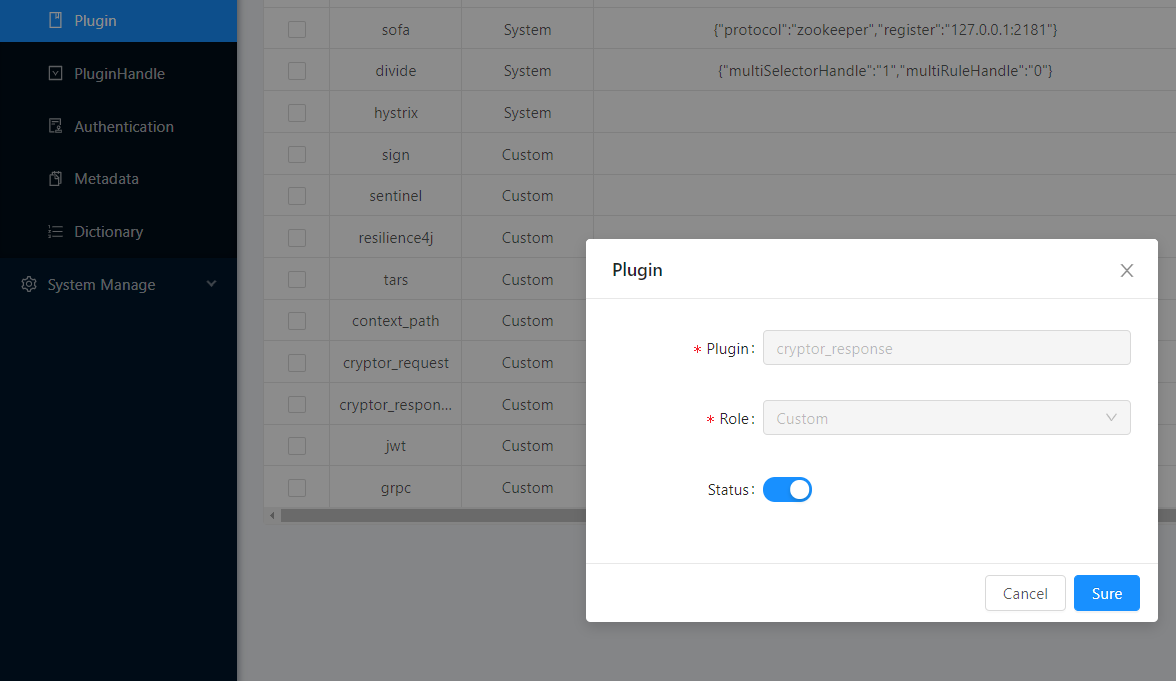 Plugin
PluginHandle
Authentication
Metadata
Dictionary
System Manage
sofa System {"protocol":"zookeeper","register":"127.0.0.1:2181"}
divide System {"multiSelectorHandle":"1","multiRuleHandle":"0"}
hystrix System
sign Custom
sentinel Custom
resilience4j Custom
tars Custom
context_path Custom
cryptor_request Custom
cryptor_respon... Custom
jwt Custom
grpc Custom
Plugin
* Plugin: cryptor_response
* Role: Custom
Status:
Cancel Sure